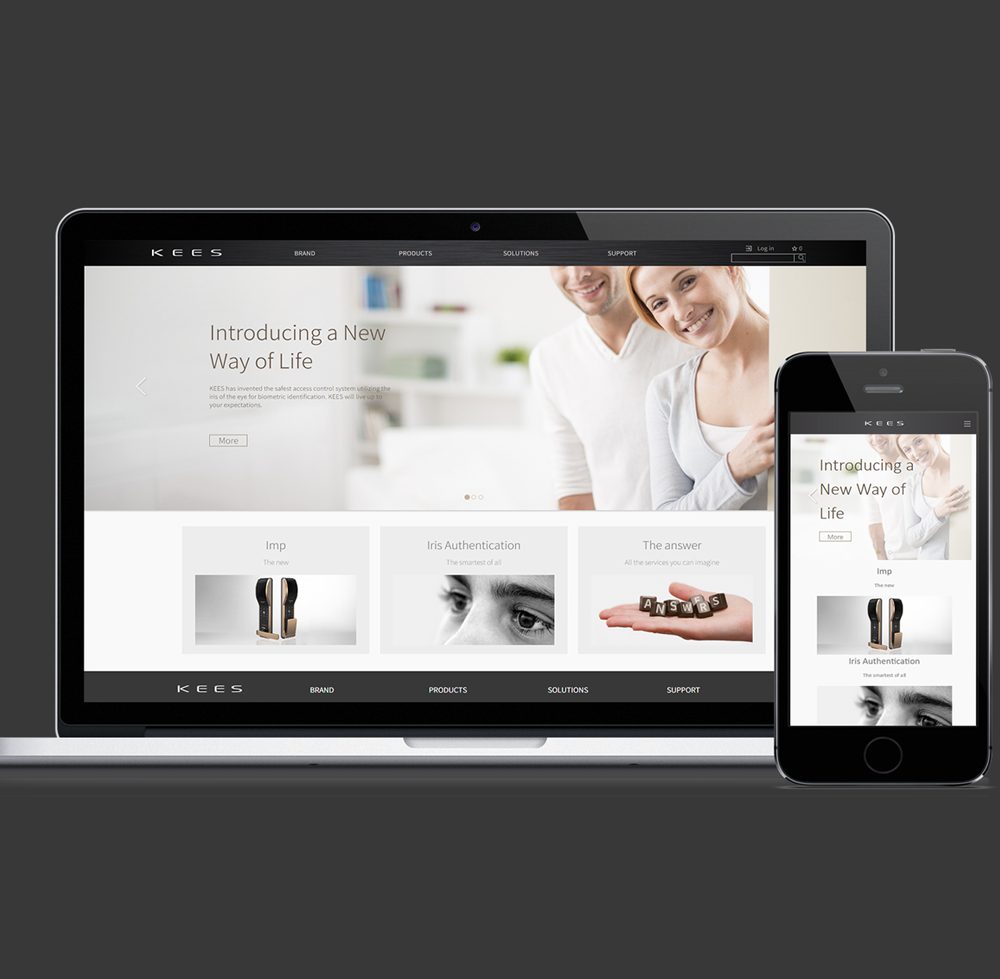 KEES
BRAND
PRODUCTS
SOLUTIONS
SUPPORT
Log in
0
Introducing a New
Way of Life
KEES has invented the safest access control system utilizing the
iris of the eye for biometric identification. KEES will live up to
your expectations.
More
Imp
The new
Iris Authentication
The smartest of all
The answer
All the services you can imagine
ANSWERS
KEES
BRAND
PRODUCTS
SOLUTIONS
SUPPORT
KEES
Introducing a
New Way of
Life
More
Imp
The new
Iris Authentication
The smartest of all